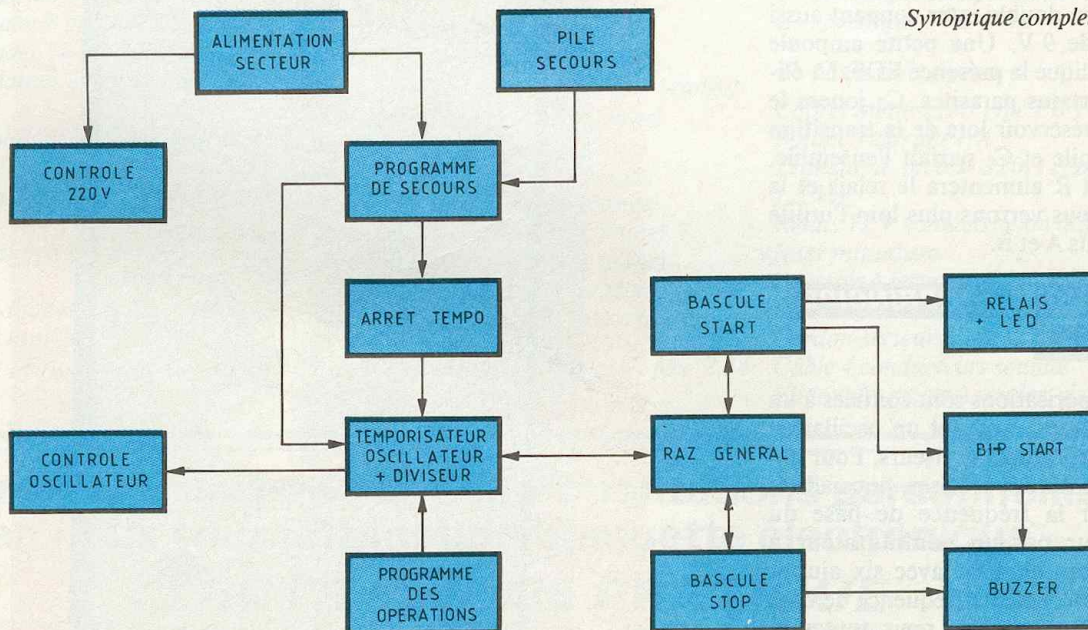 Synoptique comple
ALIMENTATION
SECTEUR
PILE
SECOURS
CONTROLE
220 V
PROGRAMME
DE SECOURS
ARRET TEMPO
BASCULE
START
RELAIS
+ LED
CONTROLE
OSCILLATEUR
TEMPORISATEUR
OSCILLATEUR
+ DIVISEUR
RAZ GENERAL
BIP START
PROGRAMME
DES
OPERATIONS
BASCULE
STOP
BUZZER